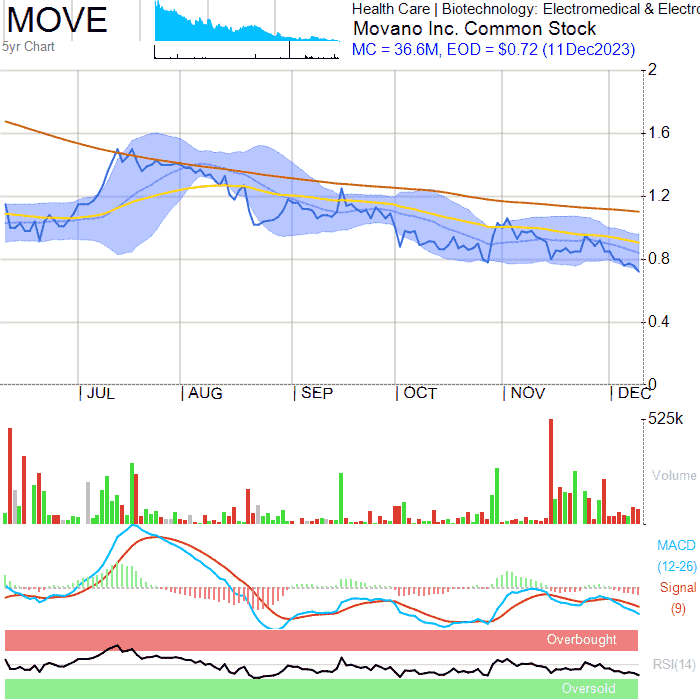 MOVE
5yr Chart
Health Care | Biotechnology: Electromedical & Electro
Movano Inc. Common Stock
MC = 36.6M, EOD = $0.72 (11Dec2023)
2
1.6
1.2
0.8
0.4
0
JUL AUG SEP OCT NOV DEC
525k
Volume
MACD
(12-26)
Signal
(9)
Overbought
RSI(14)
Oversold